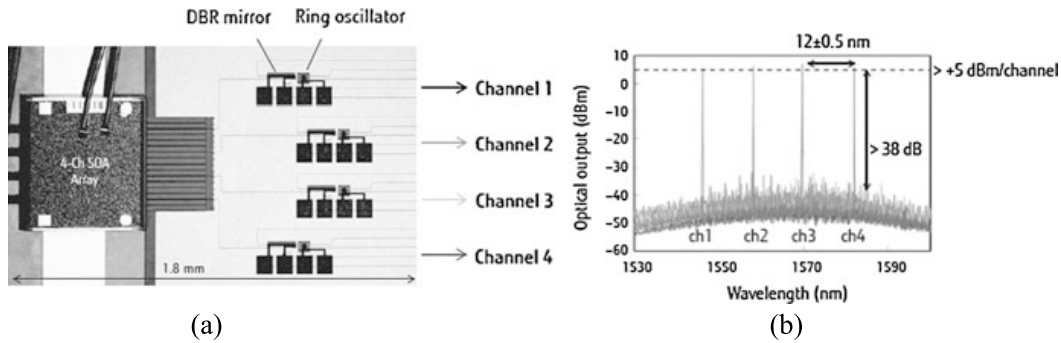 DBR mirror
Ring oscillator
4-Ch SOA
Array
1.8 mm
Channel 1
Channel 2
Channel 3
Channel 4
(a)
12±0.5 nm
10
0
−10
−20
−30
−40
−50
−60
Optical output (dBm)
> +5 dBm/channel
> 38 dB
ch1
ch2
ch3
ch4
1530
1550
1570
1590
Wavelength (nm)
(b)